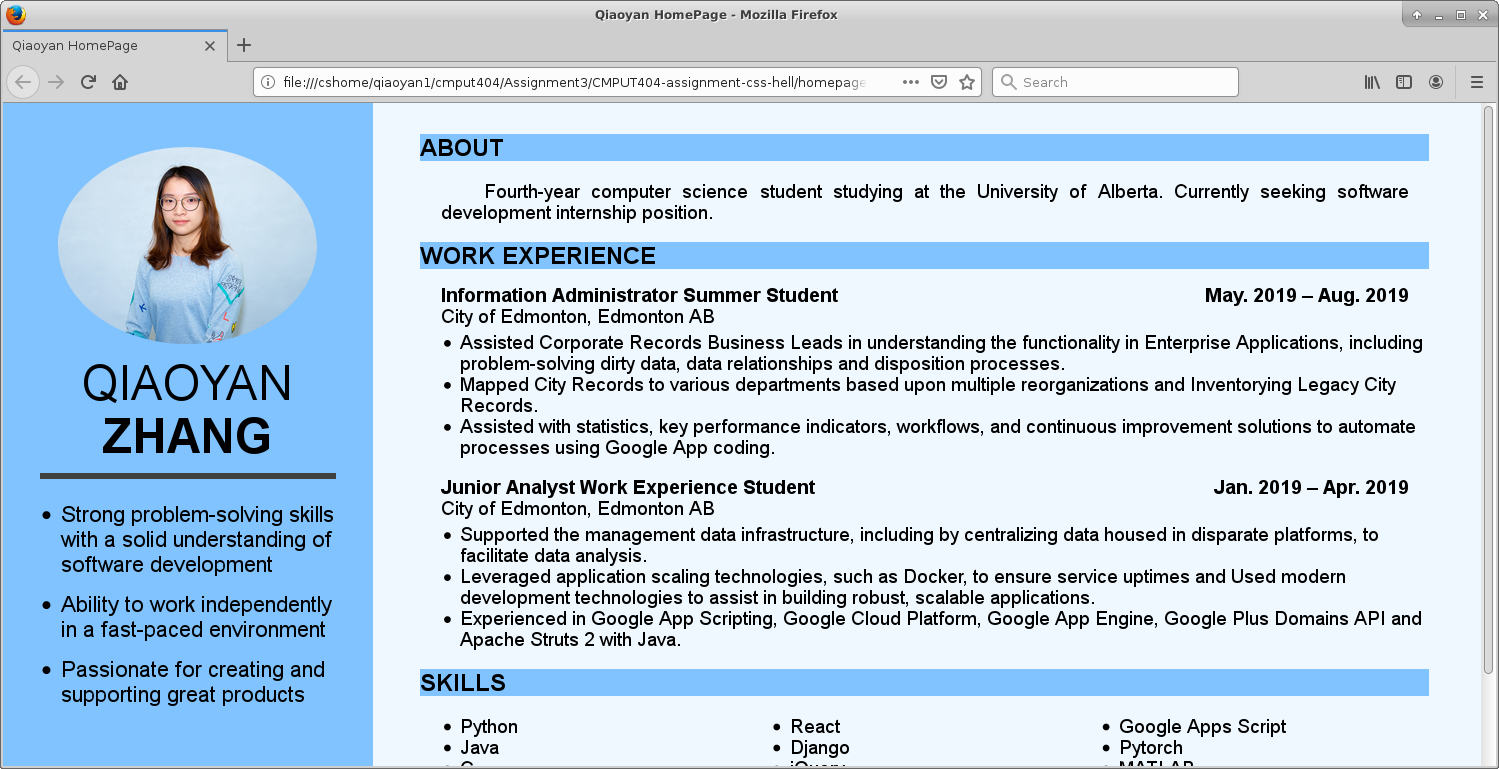 Qiaoyan HomePage - Mozilla Firefox
Qiaoyan HomePage
file:///cshome/qiaoyan1/cmput404/Assignment3/CMPUT404-assignment-css-hell/homepage
Search
QIAOYAN
ZHANG
• Strong problem-solving skills
with a solid understanding of
software development
• Ability to work independently
in a fast-paced environment
• Passionate for creating and
supporting great products
ABOUT
Fourth-year computer science student studying at the University of Alberta. Currently seeking software
development internship position.
WORK EXPERIENCE
Information Administrator Summer Student May. 2019 – Aug. 2019
City of Edmonton, Edmonton AB
• Assisted Corporate Records Business Leads in understanding the functionality in Enterprise Applications, including
problem-solving dirty data, data relationships and disposition processes.
• Mapped City Records to various departments based upon multiple reorganizations and Inventorying Legacy City
Records.
• Assisted with statistics, key performance indicators, workflows, and continuous improvement solutions to automate
processes using Google App coding.
Junior Analyst Work Experience Student Jan. 2019 – Apr. 2019
City of Edmonton, Edmonton AB
• Supported the management data infrastructure, including by centralizing data housed in disparate platforms, to
facilitate data analysis.
• Leveraged application scaling technologies, such as Docker, to ensure service uptimes and Used modern
development technologies to assist in building robust, scalable applications.
• Experienced in Google App Scripting, Google Cloud Platform, Google App Engine, Google Plus Domains API and
Apache Struts 2 with Java.
SKILLS
• Python • React • Google Apps Script
• Java • Django • Pytorch
• jQuery • MATLAB